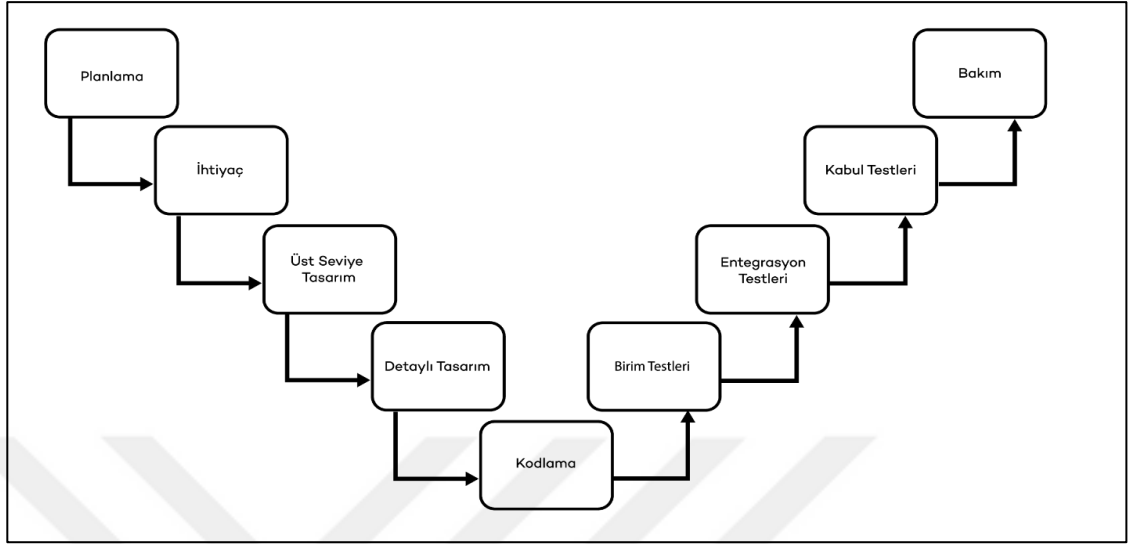 Planlama
İhtiyaç
Üst Seviye
Tasarım
Detaylı Tasarım
Kodlama
Birim Testleri
Entegrasyon
Testleri
Kabul Testleri
Bakım